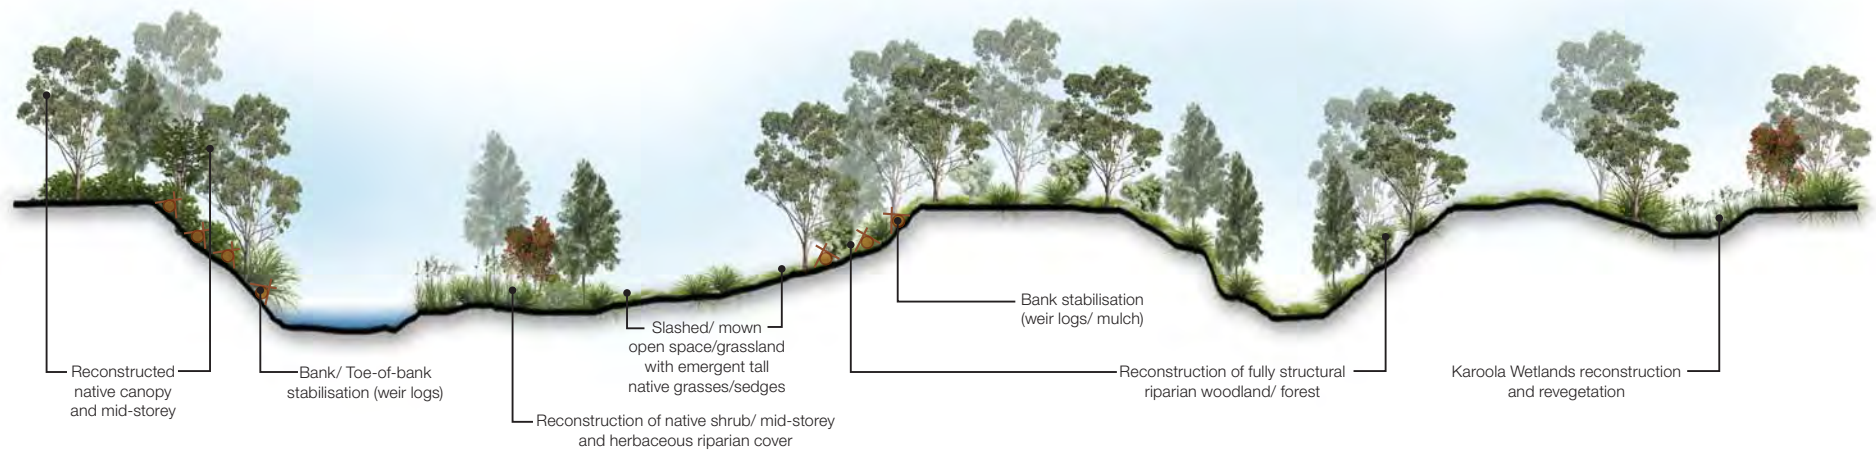 Reconstructed
native canopy
and mid-storey
Bank/ Toe-of-bank
stabilisation (weir logs)
Reconstruction of native shrub/ mid-storey
and herbaceous riparian cover
Slashed/ mown
open space/grassland
with emergent tall
native grasses/sedges
Bank stabilisation
(weir logs/ mulch)
Reconstruction of fully structural
riparian woodland/ forest
Karoola Wetlands reconstruction
and revegetation